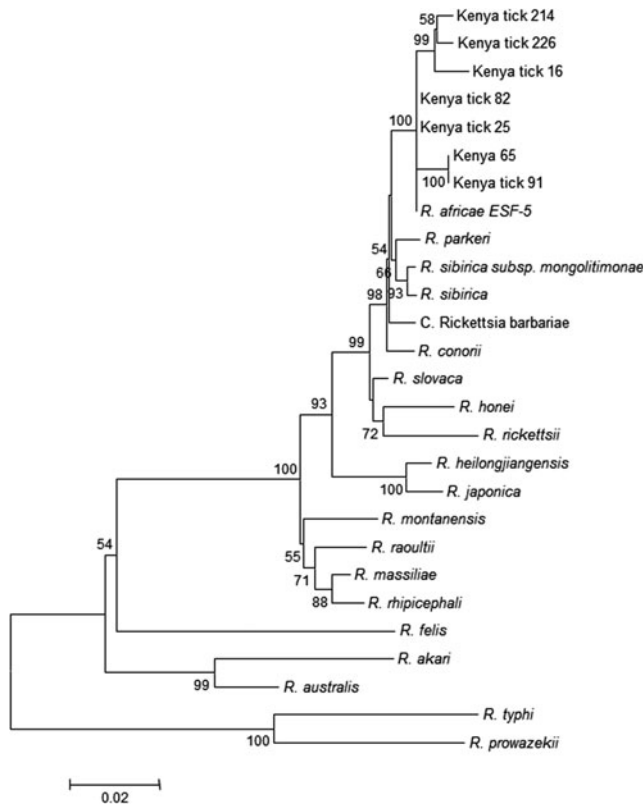 58
Kenya tick 214
99
Kenya tick 226
Kenya tick 16
Kenya tick 82
100
Kenya tick 25
Kenya 65
100
Kenya tick 91
R. africae ESF-5
54
R. parkeri
66
R. sibirica subsp. mongolitimonae
98
93
R. sibirica
C. Rickettsia barbariae
99
R. conorii
R. slovaca
93
R. honei
72
R. rickettsii
100
R. heilongjiangensis
100
R. japonica
R. montanensis
54
55
R. raoultii
71
R. massiliae
88
R. rhipicephali
R. felis
R. akari
99
R. australis
R. typhi
100
R. prowazekii
0.02